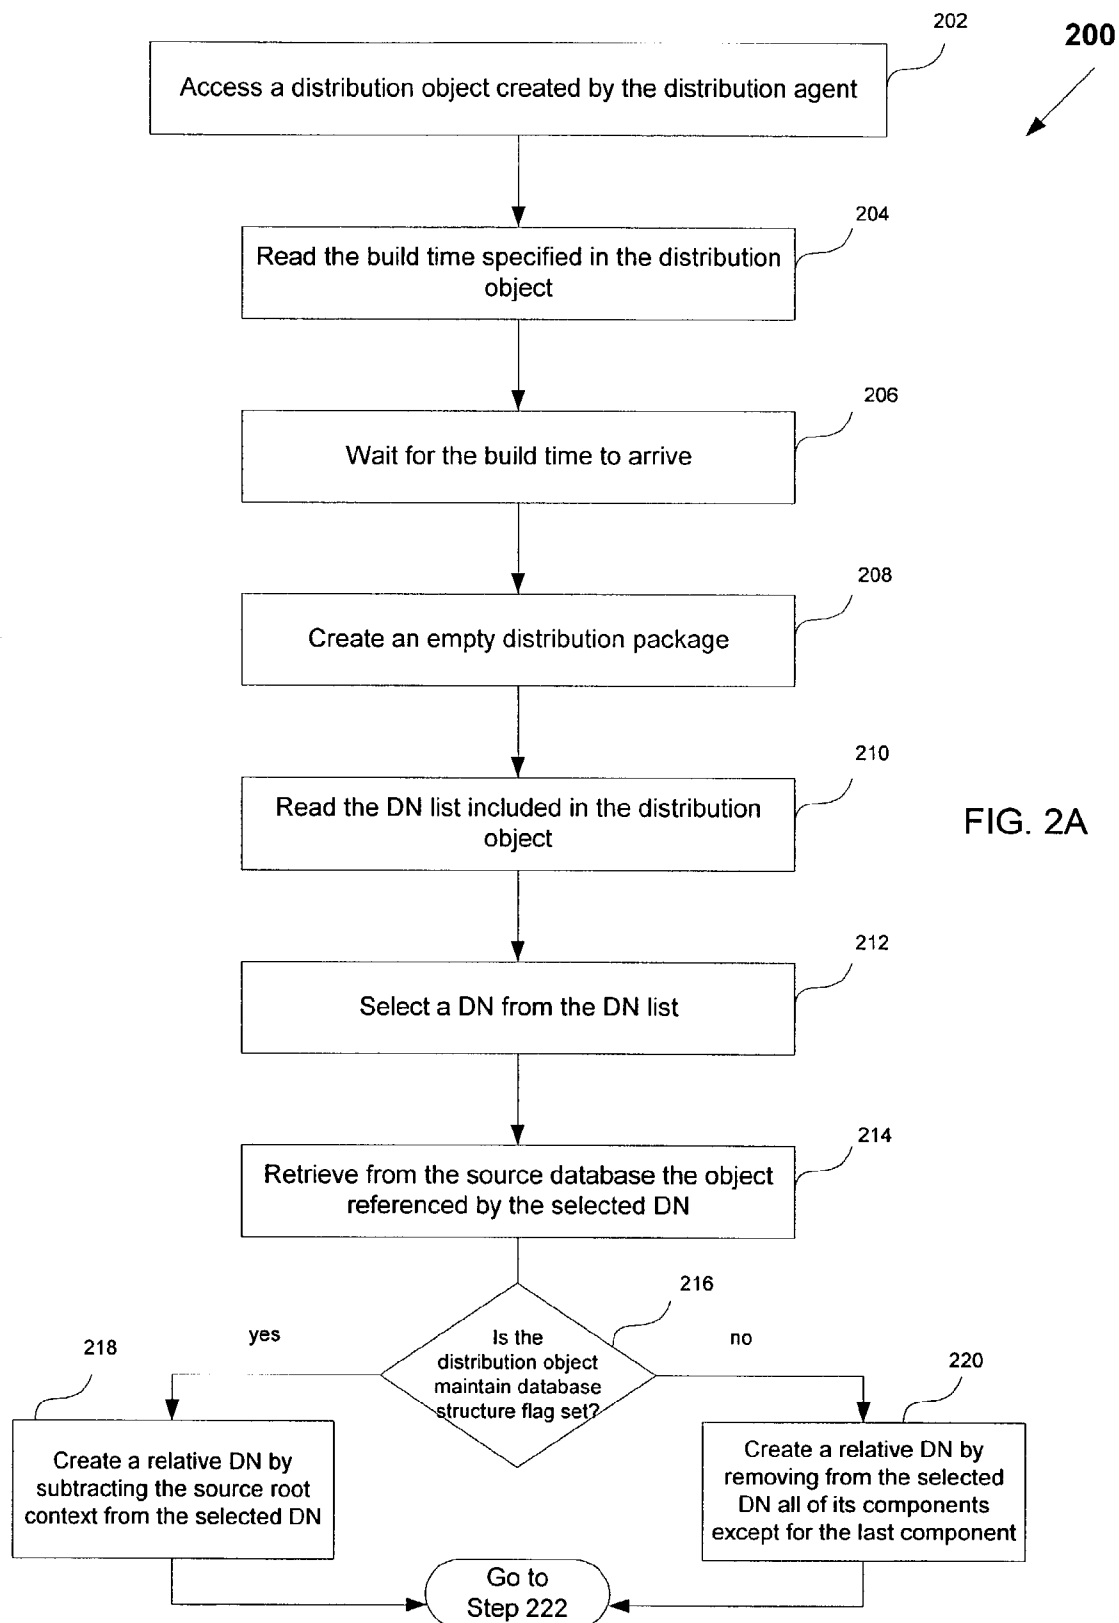 202
200
Access a distribution object created by the distribution agent
204
Read the build time specified in the distribution
object
206
Wait for the build time to arrive
208
Create an empty distribution package
210
Read the DN list included in the distribution
object
FIG. 2A
212
Select a DN from the DN list
214
Retrieve from the source database the object
referenced by the selected DN
216
yes
Is the
distribution object
maintain database
structure flag set?
no
218
220
Create a relative DN by
subtracting the source root
context from the selected DN
Create a relative DN by
removing from the selected
DN all of its components
except for the last component
Go to
Step 222